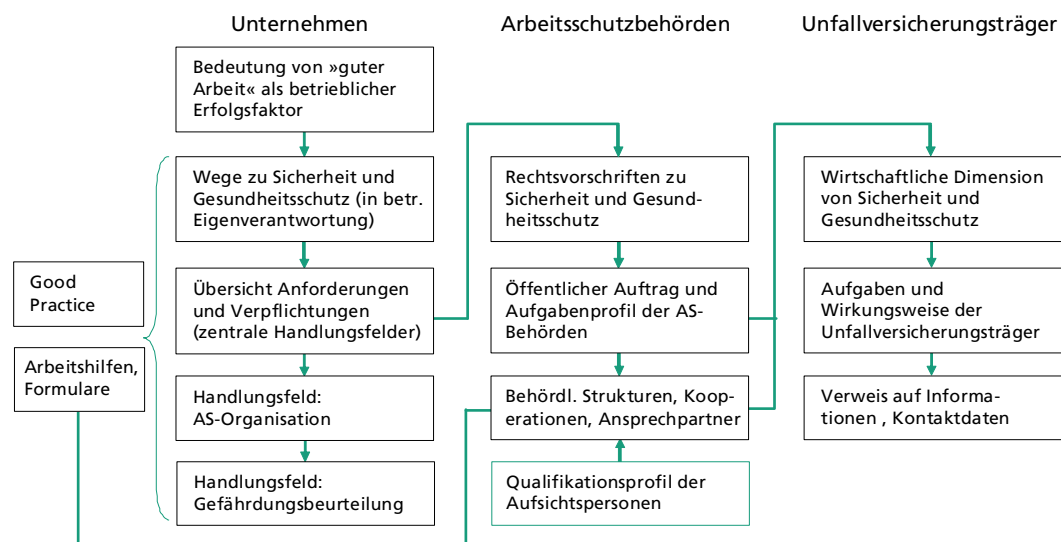 Unternehmen
Arbeitsschutzbehörden
Unfallversicherungsträger
Bedeutung von »guter
Arbeit« als betrieblicher
Erfolgsfaktor
Wege zu Sicherheit und
Gesundheitsschutz (in betr.
Eigenverantwortung)
Rechtsvorschriften zu
Sicherheit und Gesund-
heitsschutz
Wirtschaftliche Dimension
von Sicherheit und
Gesundheitsschutz
Good
Practice
Übersicht Anforderungen
und Verpflichtungen
(zentrale Handlungsfelder)
Öffentlicher Auftrag und
Aufgabenprofil der AS-
Behörden
Aufgaben und
Wirkungsweise der
Unfallversicherungsträger
Arbeitshilfen,
Formulare
Handlungsfeld:
AS-Organisation
Behördl. Strukturen, Koop-
erationen, Ansprechpartner
Verweis auf Informa-
tionen , Kontaktdaten
Handlungsfeld:
Gefährdungsbeurteilung
Qualifikationsprofil der
Aufsichtspersonen